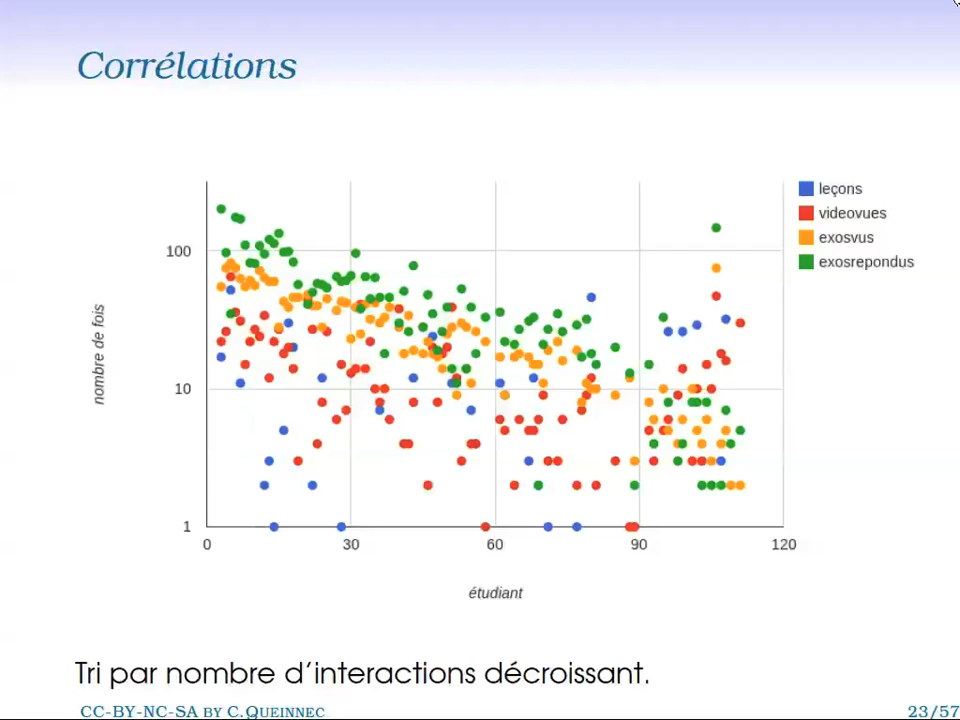 Corrélations
leçons
videovues
exosvus
exosrepondus
100
10
1
nombre de fois
0 30 60 90 120
étudiant
Tri par nombre d’interactions décroissant.
CC-BY-NC-SA BY C.QUEINNEC 23/57